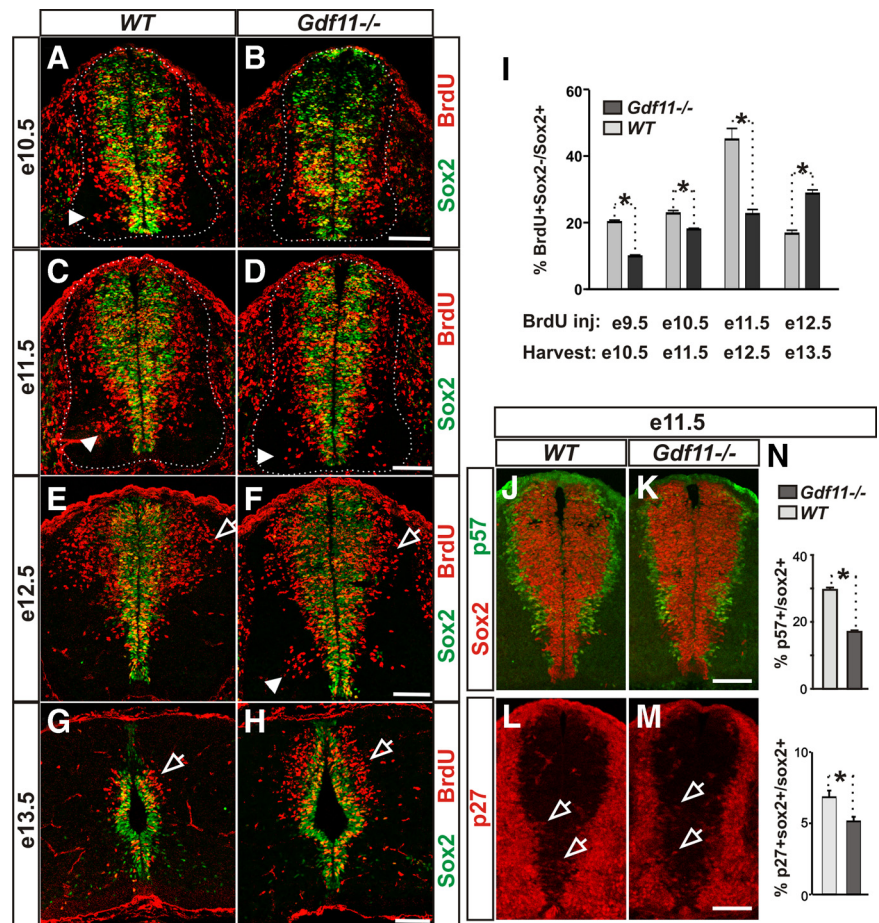 WT
Gdf11-/-
e10.5
A
B
Sox2 BrdU
e11.5
C
D
Sox2 BrdU
e12.5
E
F
Sox2 BrdU
e13.5
G
H
Sox2 BrdU
I
% BrdU+Sox2-/Sox2+
60
40
20
0
Gdf11-/-
WT
*
*
*
*
BrdU inj: e9.5 e10.5 e11.5 e12.5
Harvest: e10.5 e11.5 e12.5 e13.5
e11.5
WT
Gdf11-/-
Sox2 p57
J
K
p27
L
M
N
Gdf11-/-
WT
% p57+/sox2+
40
20
0
*
% p27+sox2+/sox2+
10
5
0
*